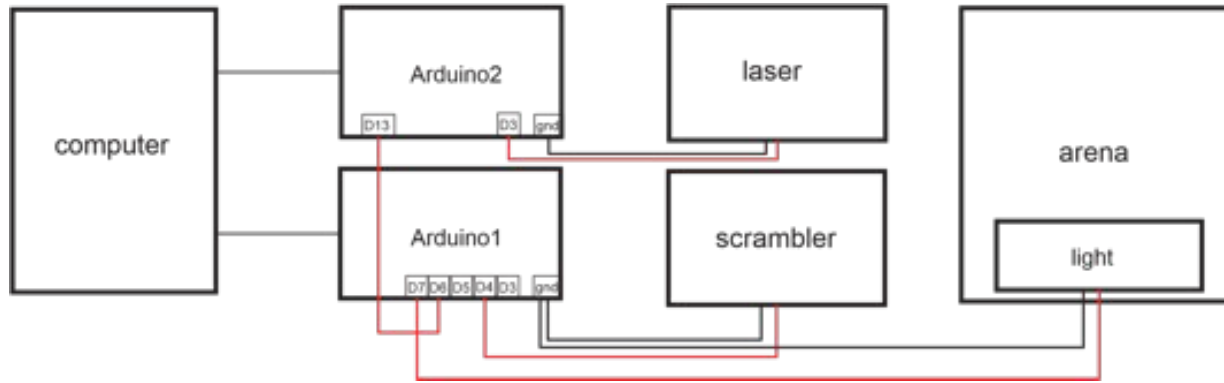 computer
Arduino2
D13
D3
gnd
laser
Arduino1
D7 D6 D5 D4 D3 gnd
scrambler
arena
light